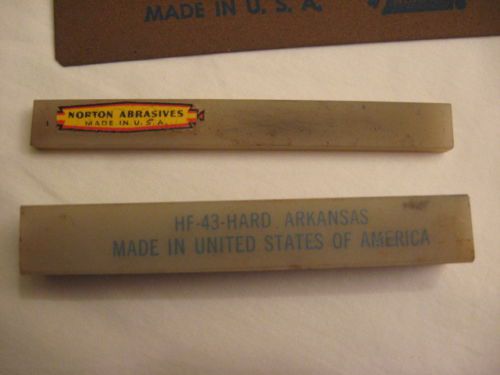 MADE IN U. S. A.
NORTON ABRASIVES
MADE IN U. S. A.
HF-43-HARD ARKANSAS
MADE IN UNITED STATES OF AMERICA